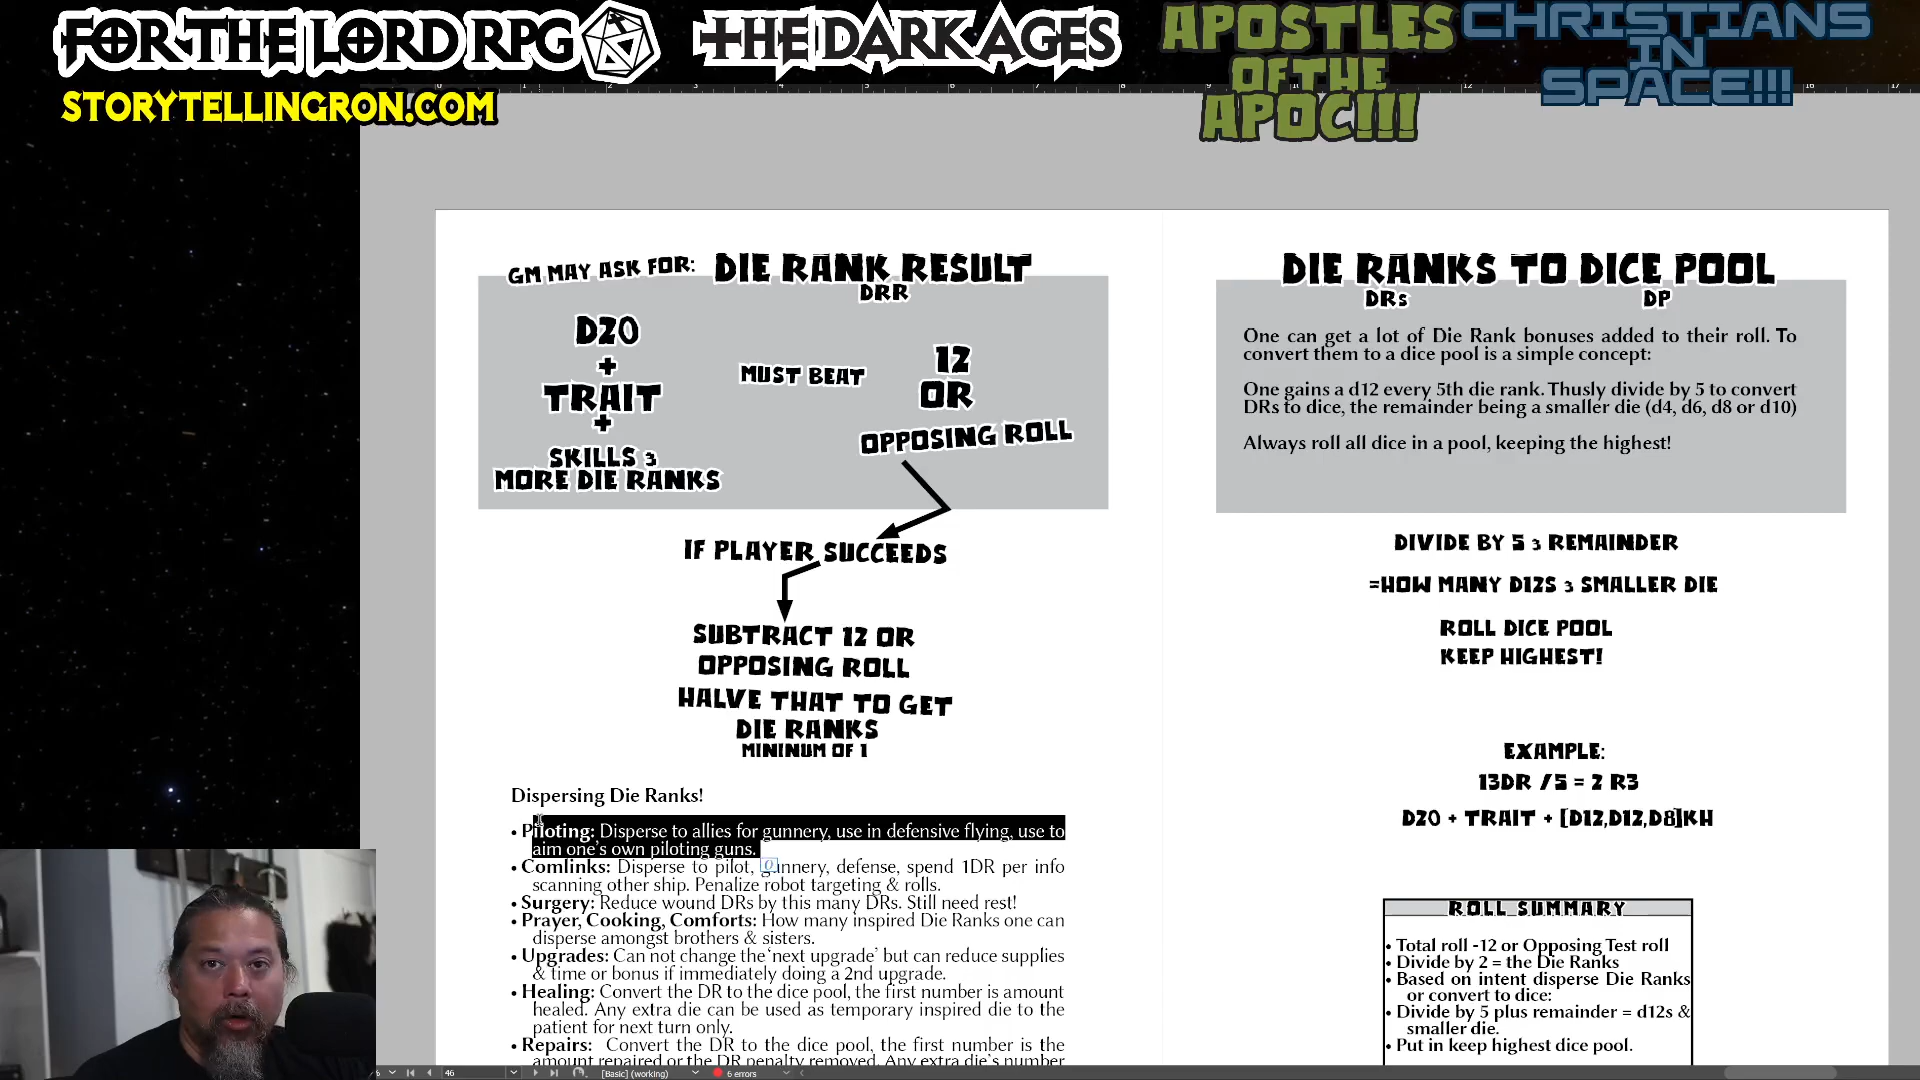 FOR THE LORD RPG
THE DARK AGES
APOSTLES
OF THE
APOC!!!
CHRISTIANS
IN
SPACE!!!
STORYTELLINGRON.COM
GM MAY ASK FOR: DIE RANK RESULT
DRR
D20
+
TRAIT
+
SKILLS &
MORE DIE RANKS
MUST BEAT
12
OR
OPPOSING ROLL
IF PLAYER SUCCEEDS
SUBTRACT 12 OR
OPPOSING ROLL
HALVE THAT TO GET
DIE RANKS
MININUM OF 1
Dispersing Die Ranks!
• Piloting: Disperse to allies for gunnery, use in defensive flying, use to
aim one's own piloting guns.
• Comlinks: Disperse to pilot, gunnery, defense, spend 1DR per info
scanning other ship. Penalize robot targeting & rolls.
• Surgery: Reduce wound DRs by this many DRs. Still need rest!
• Prayer, Cooking, Comforts: How many inspired Die Ranks one can
disperse amongst brothers & sisters.
• Upgrades: Can not change the 'next upgrade' but can reduce supplies
& time or bonus if immediately doing a 2nd upgrade.
• Healing: Convert the DR to the dice pool, the first number is amount
healed. Any extra die can be used as temporary inspired die to the
patient for next turn only.
• Repairs: Convert the DR to the dice pool, the first number is the
amount repaired or the DR penalty removed. Any extra die's number
DIE RANKS TO DICE POOL
DRs DP
One can get a lot of Die Rank bonuses added to their roll. To
convert them to a dice pool is a simple concept:
One gains a d12 every 5th die rank. Thusly divide by 5 to convert
DRs to dice, the remainder being a smaller die (d4, d6, d8 or d10)
Always roll all dice in a pool, keeping the highest!
DIVIDE BY 5 & REMAINDER
=HOW MANY D12S & SMALLER DIE
ROLL DICE POOL
KEEP HIGHEST!
EXAMPLE:
13DR /5 = 2 R3
D20 + TRAIT + [D12,D12,D8]KH
ROLL SUMMARY
• Total roll -12 or Opposing Test roll
• Divide by 2 = the Die Ranks
• Based on intent disperse Die Ranks
or convert to dice:
• Divide by 5 plus remainder = d12s &
smaller die.
• Put in keep highest dice pool.
46
[Basic] (working)
6 errors